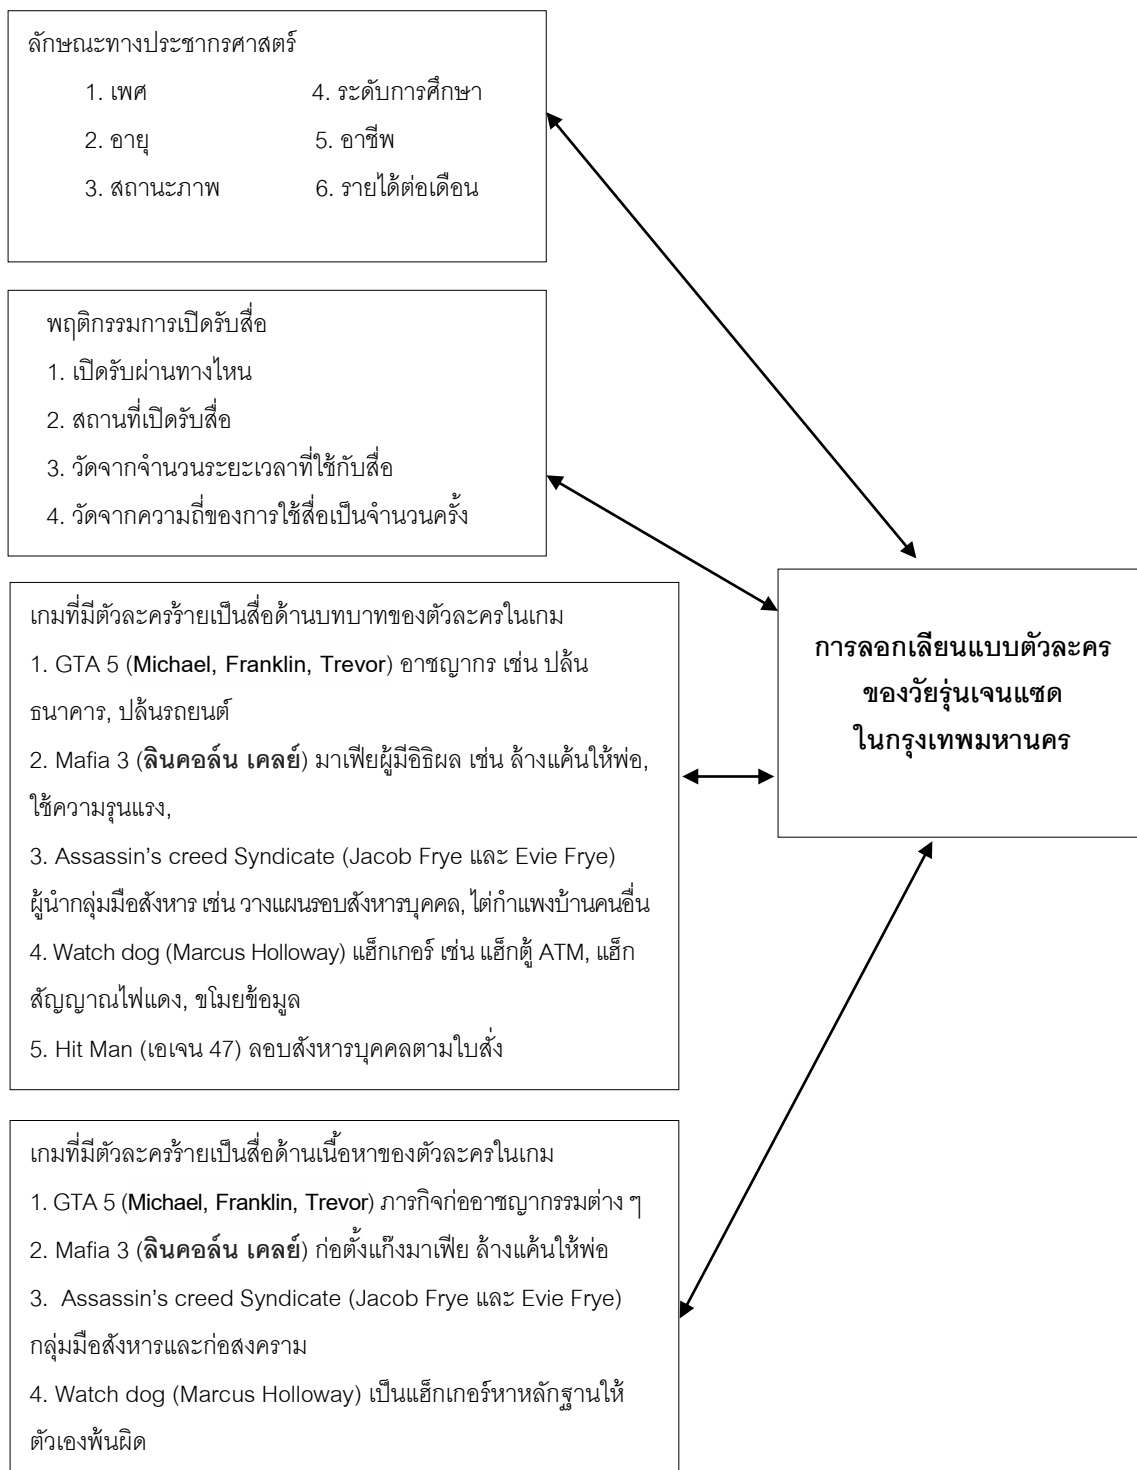 ลักษณะทางประชากรศาสตร์
1. เพศ 4. ระดับการศึกษา
2. อายุ 5. อาชีพ
3. สถานะภาพ 6. รายได้ต่อเดือน
พฤติกรรมการเปิดรับสื่อ
1. เปิดรับผ่านทางไหน
2. สถานที่เปิดรับสื่อ
3. วัดจากจำนวนระยะเวลาที่ใช้กับสื่อ
4. วัดจากความถี่ของการใช้สื่อเป็นจำนวนครั้ง
เกมที่มีตัวละครร้ายเป็นสื่อด้านบทบาทของตัวละครในเกม
1. GTA 5 (Michael, Franklin, Trevor) อาชญากร เช่น ปล้น
ธนาคาร, ปล้นรถยนต์
2. Mafia 3 (ลินคอล์น เคลย์) มาเฟียผู้มีอิธิผล เช่น ล้างแค้นให้พ่อ,
ใช้ความรุนแรง,
3. Assassin's creed Syndicate (Jacob Frye และ Evie Frye)
ผู้นำกลุ่มมือสังหาร เช่น วางแผนรอบสังหารบุคคล, ไต่กำแพงบ้านคนอื่น
4. Watch dog (Marcus Holloway) แฮ็กเกอร์ เช่น แฮ็กตู้ ATM, แฮ็ก
สัญญาณไฟแดง, ขโมยข้อมูล
5. Hit Man (เอเจน 47) ลอบสังหารบุคคลตามใบสั่ง
การลอกเลียนแบบตัวละคร
ของวัยรุ่นเจนแซด
ในกรุงเทพมหานคร
เกมที่มีตัวละครร้ายเป็นสื่อด้านเนื้อหาของตัวละครในเกม
1. GTA 5 (Michael, Franklin, Trevor) ภารกิจก่ออาชญากรรมต่าง ๆ
2. Mafia 3 (ลินคอล์น เคลย์) ก่อตั้งแก๊งมาเฟีย ล้างแค้นให้พ่อ
3. Assassin's creed Syndicate (Jacob Frye และ Evie Frye)
กลุ่มมือสังหารและก่อสงคราม
4. Watch dog (Marcus Holloway) เป็นแฮ็กเกอร์หาหลักฐานให้
ตัวเองพ้นผิด